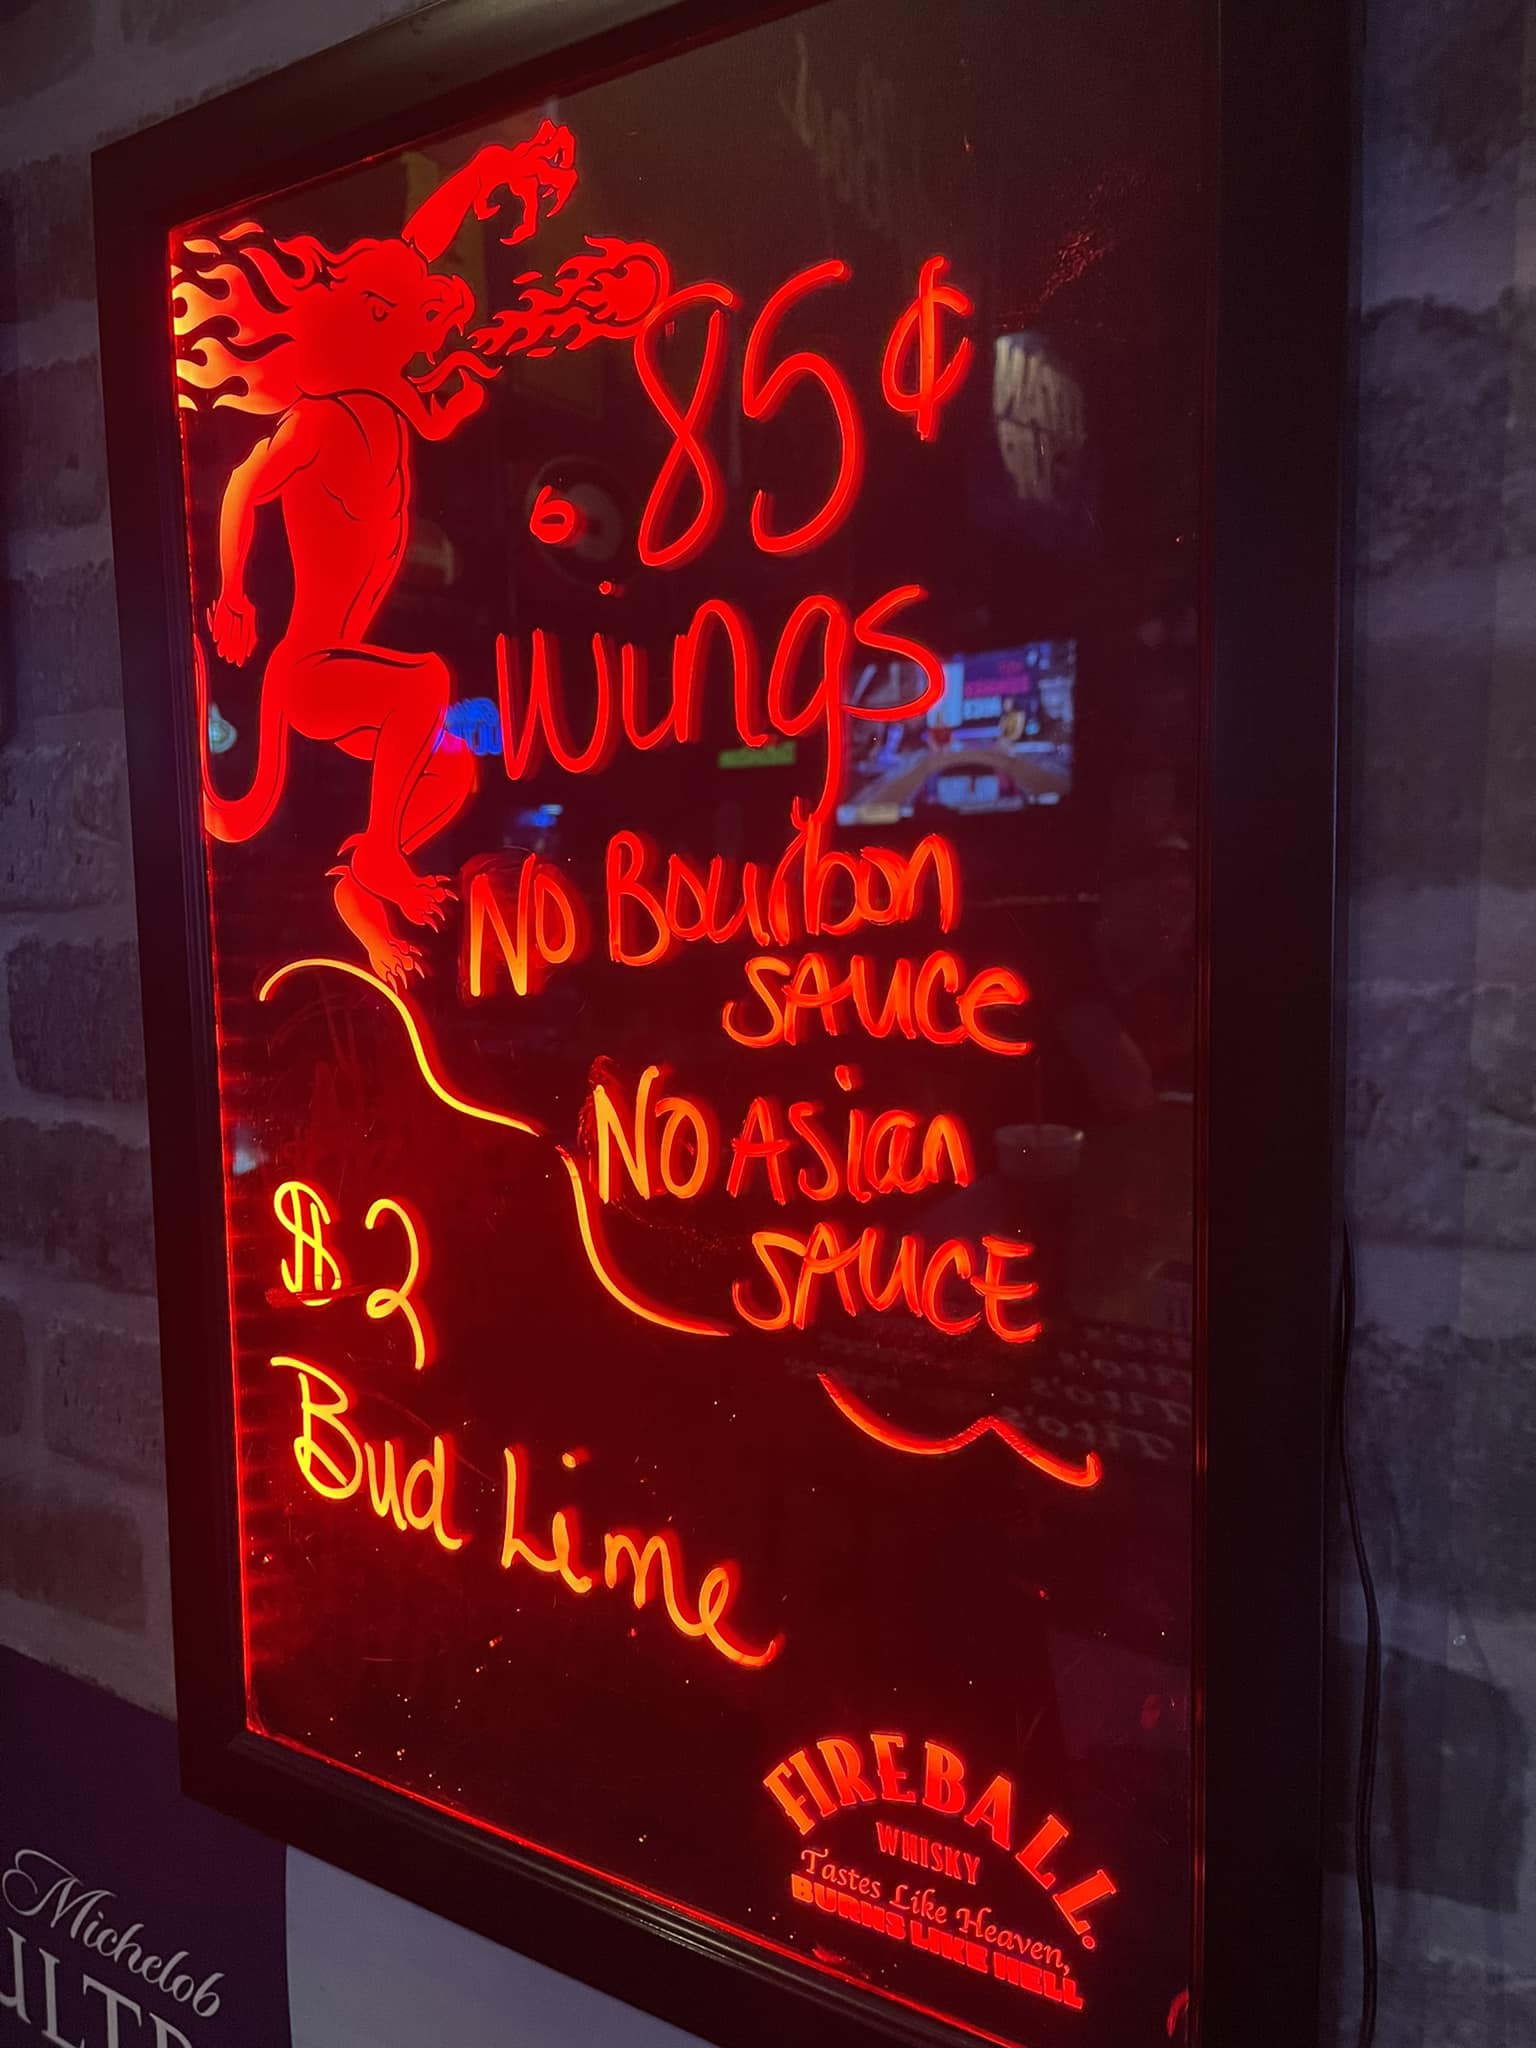 .85¢
wings
No Bourbon
SAUCe
No Asian
SAUCE
$2
Bud Lime
FIREBALL
WHISKY
Tastes Like Heaven,
BURNS LIKE HELL
Michelob